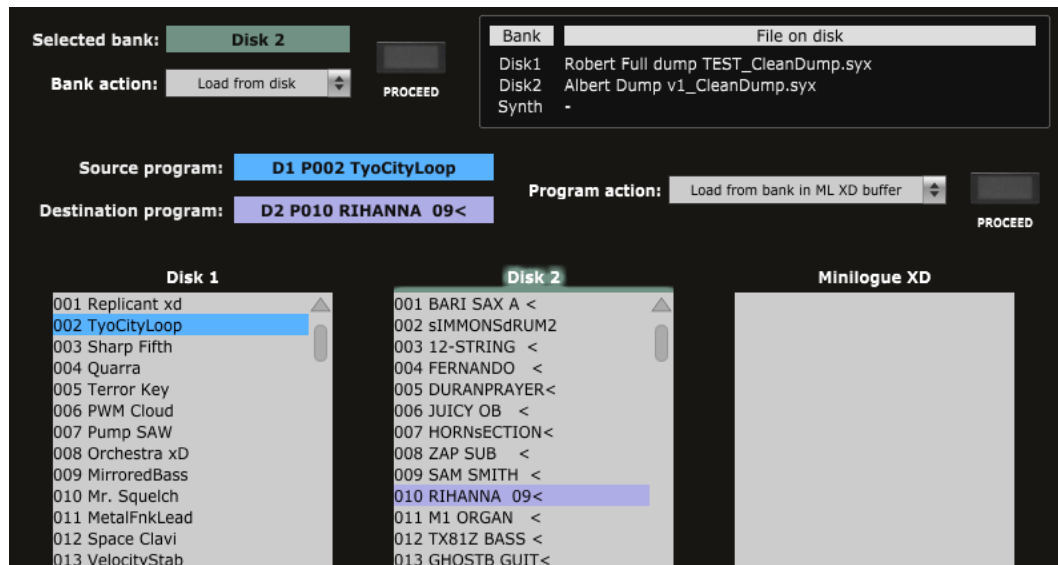 Selected bank: Disk 2
Bank action: Load from disk
PROCEED
Bank File on disk
Disk1 Robert Full dump TEST_CleanDump.syx
Disk2 Albert Dump v1_CleanDump.syx
Synth -
Source program: D1 P002 TyoCityLoop
Destination program: D2 P010 RIHANNA  09<
Program action: Load from bank in ML XD buffer
PROCEED
Disk 1
001 Replicant xd
002 TyoCityLoop
003 Sharp Fifth
004 Quarra
005 Terror Key
006 PWM Cloud
007 Pump SAW
008 Orchestra xD
009 MirroredBass
010 Mr. Squelch
011 MetalFnkLead
012 Space Clavi
013 VelocityStab
Disk 2
001 BARI SAX A <
002 sIMMONSdRUM2
003 12-STRING  <
004 FERNANDO   <
005 DURANPRAYER<
006 JUICY OB   <
007 HORNsECTION<
008 ZAP SUB    <
009 SAM SMITH  <
010 RIHANNA  09<
011 M1 ORGAN   <
012 TX81Z BASS <
013 GHOSTB GUIT<
Minilogue XD